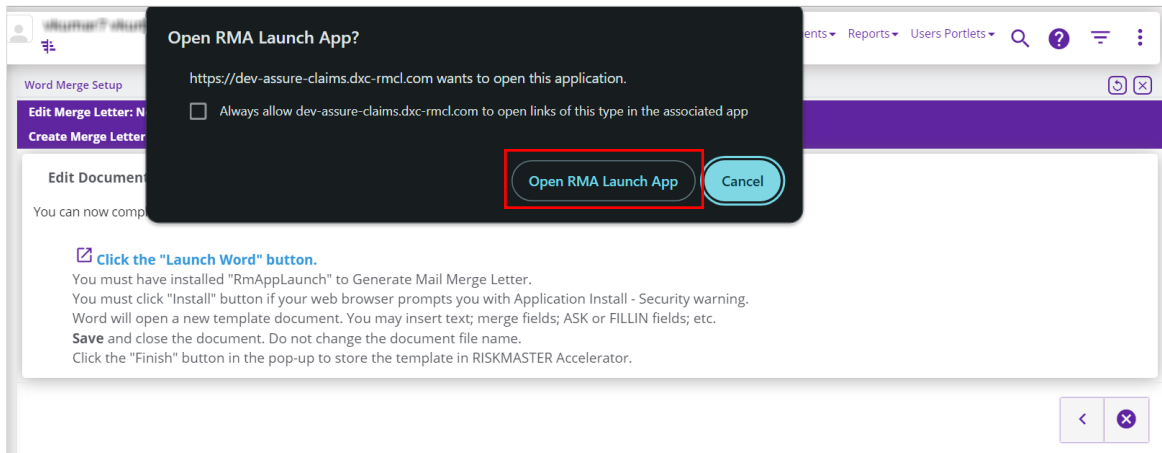 Open RMA Launch App?
https://dev-assure-claims.dxc-rmcl.com wants to open this application.
Always allow dev-assure-claims.dxc-rmcl.com to open links of this type in the associated app
Open RMA Launch App
Cancel
ents Reports Users Portlets
Word Merge Setup
Edit Merge Letter: N
Create Merge Letter
Edit Document
You can now comp
Click the "Launch Word" button.
You must have installed "RmAppLaunch" to Generate Mail Merge Letter.
You must click "Install" button if your web browser prompts you with Application Install - Security warning.
Word will open a new template document. You may insert text; merge fields; ASK or FILLIN fields; etc.
Save and close the document. Do not change the document file name.
Click the "Finish" button in the pop-up to store the template in RISKMASTER Accelerator.